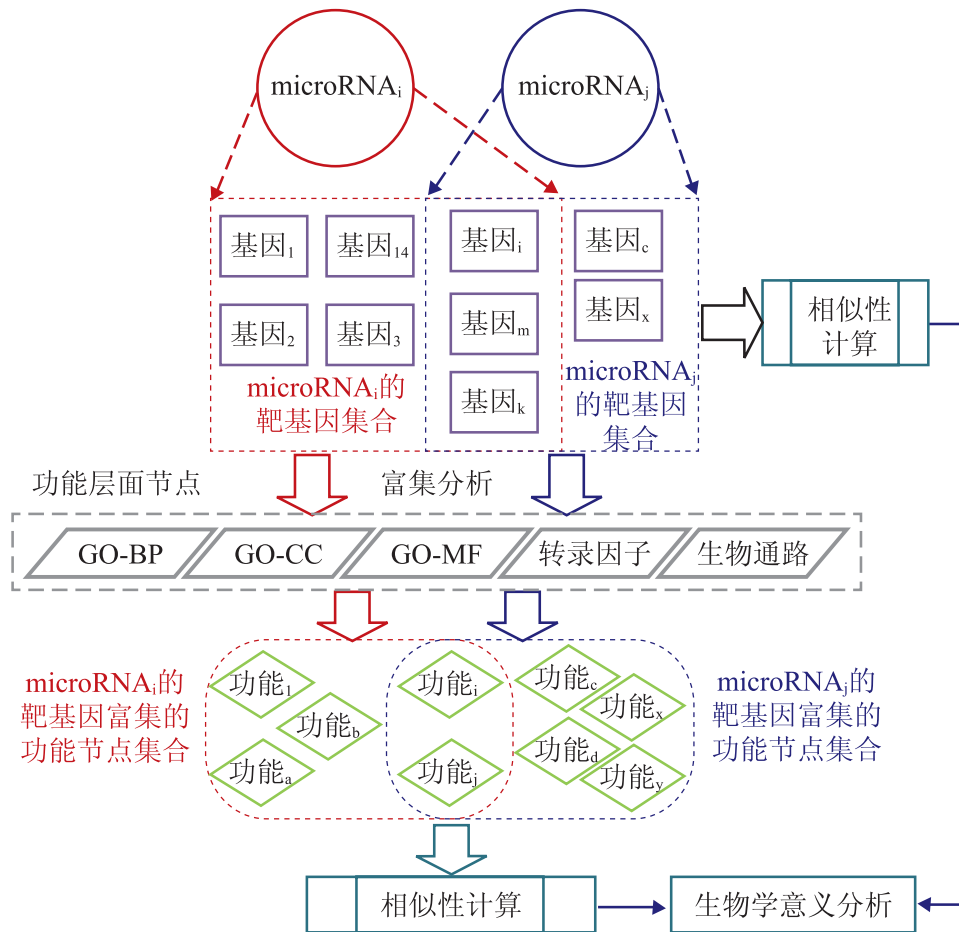 microRNAi
microRNAj
基因1
基因14
基因i
基因c
基因2
基因3
基因m
基因x
基因k
microRNAi的
靶基因集合
microRNAj
的靶基因
集合
相似性
计算
功能层面节点
富集分析
GO-BP
GO-CC
GO-MF
转录因子
生物通路
microRNAi的
靶基因富集的
功能节点集合
功能1
功能b
功能a
功能i
功能j
功能c
功能x
功能d
功能y
microRNAj的
靶基因富集的
功能节点集合
相似性计算
生物学意义分析